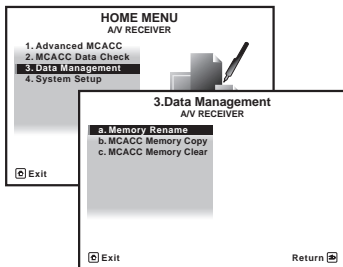 HOME MENU
A/V RECEIVER
1. Advanced MCACC
2. MCACC Data Check
3. Data Management
4. System Setup
Exit
3.Data Management
A/V RECEIVER
a. Memory Rename
b. MCACC Memory Copy
c. MCACC Memory Clear
Exit
Return